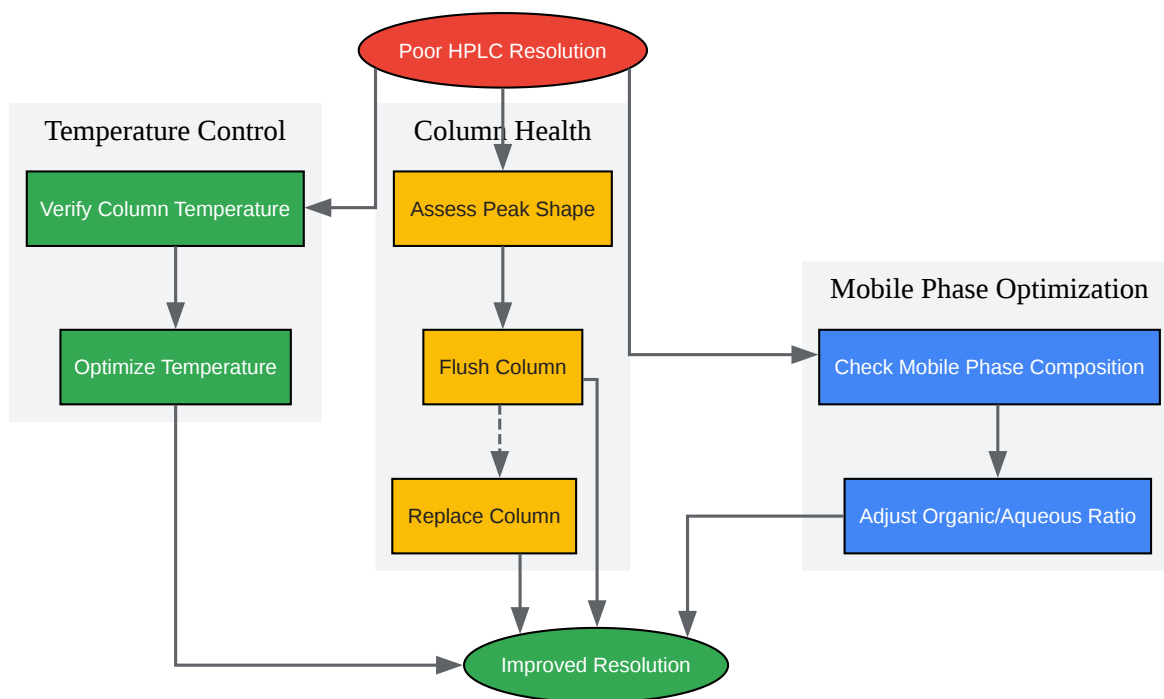 Poor HPLC Resolution
Temperature Control
Column Health
Verify Column Temperature
Assess Peak Shape
Mobile Phase Optimization
Optimize Temperature
Flush Column
Check Mobile Phase Composition
Replace Column
Adjust Organic/Aqueous Ratio
Improved Resolution